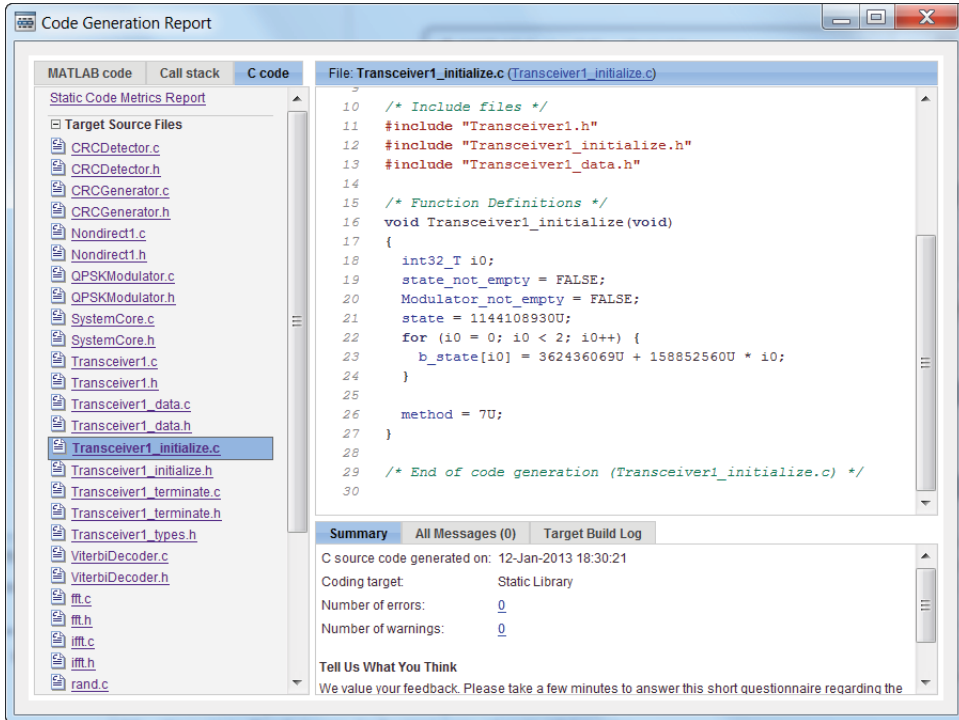 Code Generation Report
MATLAB code Call stack C code
Static Code Metrics Report
Target Source Files
CRCDetector.c
CRCDetector.h
CRCGenerator.c
CRCGenerator.h
Nondirect1.c
Nondirect1.h
QPSKModulator.c
QPSKModulator.h
SystemCore.c
SystemCore.h
Transceiver1.c
Transceiver1.h
Transceiver1_data.c
Transceiver1_data.h
Transceiver1_initialize.c
Transceiver1_initialize.h
Transceiver1_terminate.c
Transceiver1_terminate.h
Transceiver1_types.h
ViterbiDecoder.c
ViterbiDecoder.h
fft.c
fft.h
ifft.c
ifft.h
rand.c
File: Transceiver1_initialize.c (Transceiver1_initialize.c)
9
10 /* Include files */
11 #include "Transceiver1.h"
12 #include "Transceiver1_initialize.h"
13 #include "Transceiver1_data.h"
14
15 /* Function Definitions */
16 void Transceiver1_initialize(void)
17 {
18 int32_T i0;
19 state_not_empty = FALSE;
20 Modulator_not_empty = FALSE;
21 state = 1144108930U;
22 for (i0 = 0; i0 < 2; i0++) {
23 b_state[i0] = 362436069U + 158852560U * i0;
24 }
25
26 method = 7U;
27 }
28
29 /* End of code generation (Transceiver1_initialize.c) */
30
Summary All Messages (0) Target Build Log
C source code generated on: 12-Jan-2013 18:30:21
Coding target: Static Library
Number of errors: 0
Number of warnings: 0
Tell Us What You Think
We value your feedback. Please take a few minutes to answer this short questionnaire regarding the